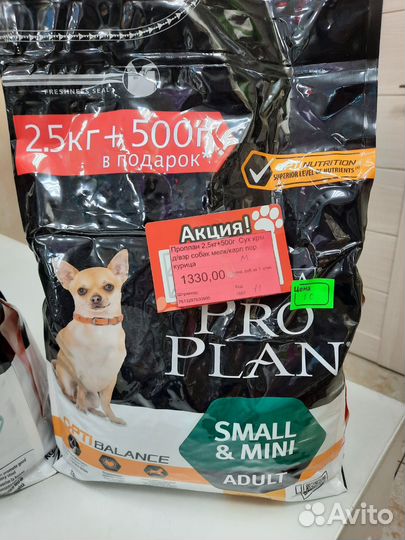 FRESHNESS SEAL
2.5кг + 500г
в подарок*
NUTRITION
SUPERIOR LEVEL OF NUTRIENTS
Акция!
Проплан 2,5кг+500г Сух
д/взр собак мелк/карл пор
курица
1330,00
Цена
PRO
PLAN
OPTI BALANCE
SMALL
& MINI
ADULT
Avito